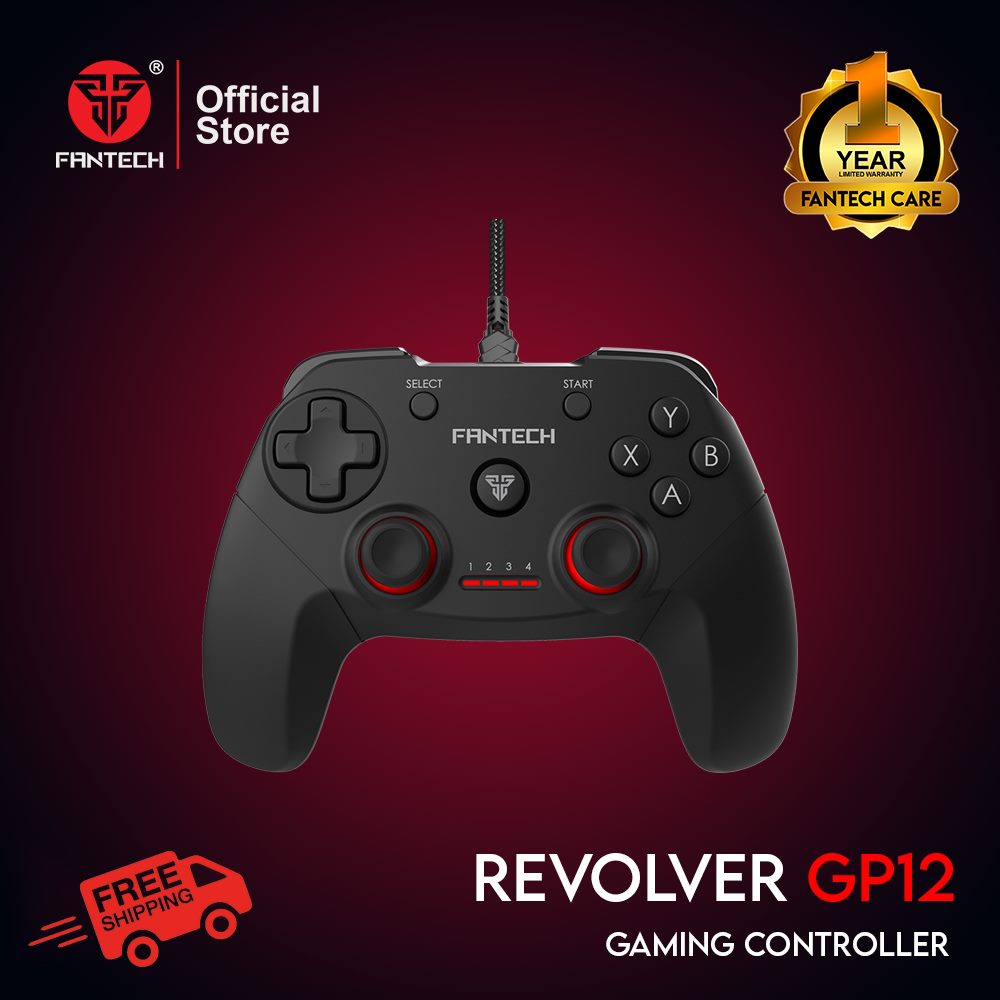 ®
FANTECH
Official
Store
1
YEAR
LIMITED WARRANTY
FANTECH CARE
SELECT
START
FANTECH
Y
X
B
A
1 2 3 4
FREE
SHIPPING
REVOLVER GP12
GAMING CONTROLLER